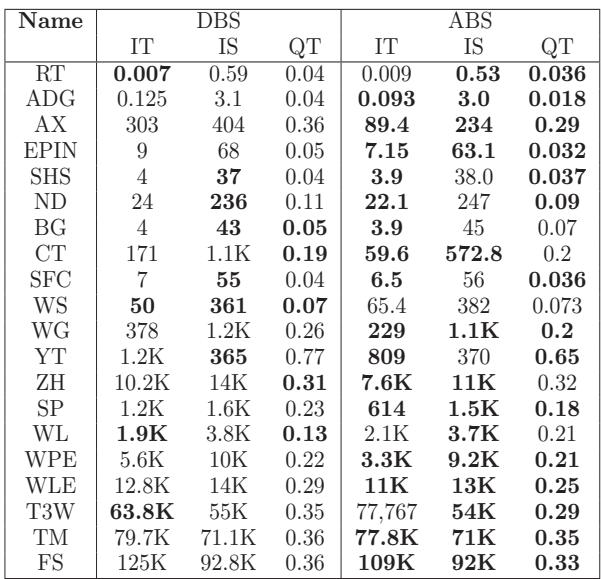 Name DBS ABS
IT IS QT IT IS QT
RT 0.007 0.59 0.04 0.009 0.53 0.036
ADG 0.125 3.1 0.04 0.093 3.0 0.018
AX 303 404 0.36 89.4 234 0.29
EPIN 9 68 0.05 7.15 63.1 0.032
SHS 4 37 0.04 3.9 38.0 0.037
ND 24 236 0.11 22.1 247 0.09
BG 4 43 0.05 3.9 45 0.07
CT 171 1.1K 0.19 59.6 572.8 0.2
SFC 7 55 0.04 6.5 56 0.036
WS 50 361 0.07 65.4 382 0.073
WG 378 1.2K 0.26 229 1.1K 0.2
YT 1.2K 365 0.77 809 370 0.65
ZH 10.2K 14K 0.31 7.6K 11K 0.32
SP 1.2K 1.6K 0.23 614 1.5K 0.18
WL 1.9K 3.8K 0.13 2.1K 3.7K 0.21
WPE 5.6K 10K 0.22 3.3K 9.2K 0.21
WLE 12.8K 14K 0.29 11K 13K 0.25
T3W 63.8K 55K 0.35 77,767 54K 0.29
TM 79.7K 71.1K 0.36 77.8K 71K 0.35
FS 125K 92.8K 0.36 109K 92K 0.33